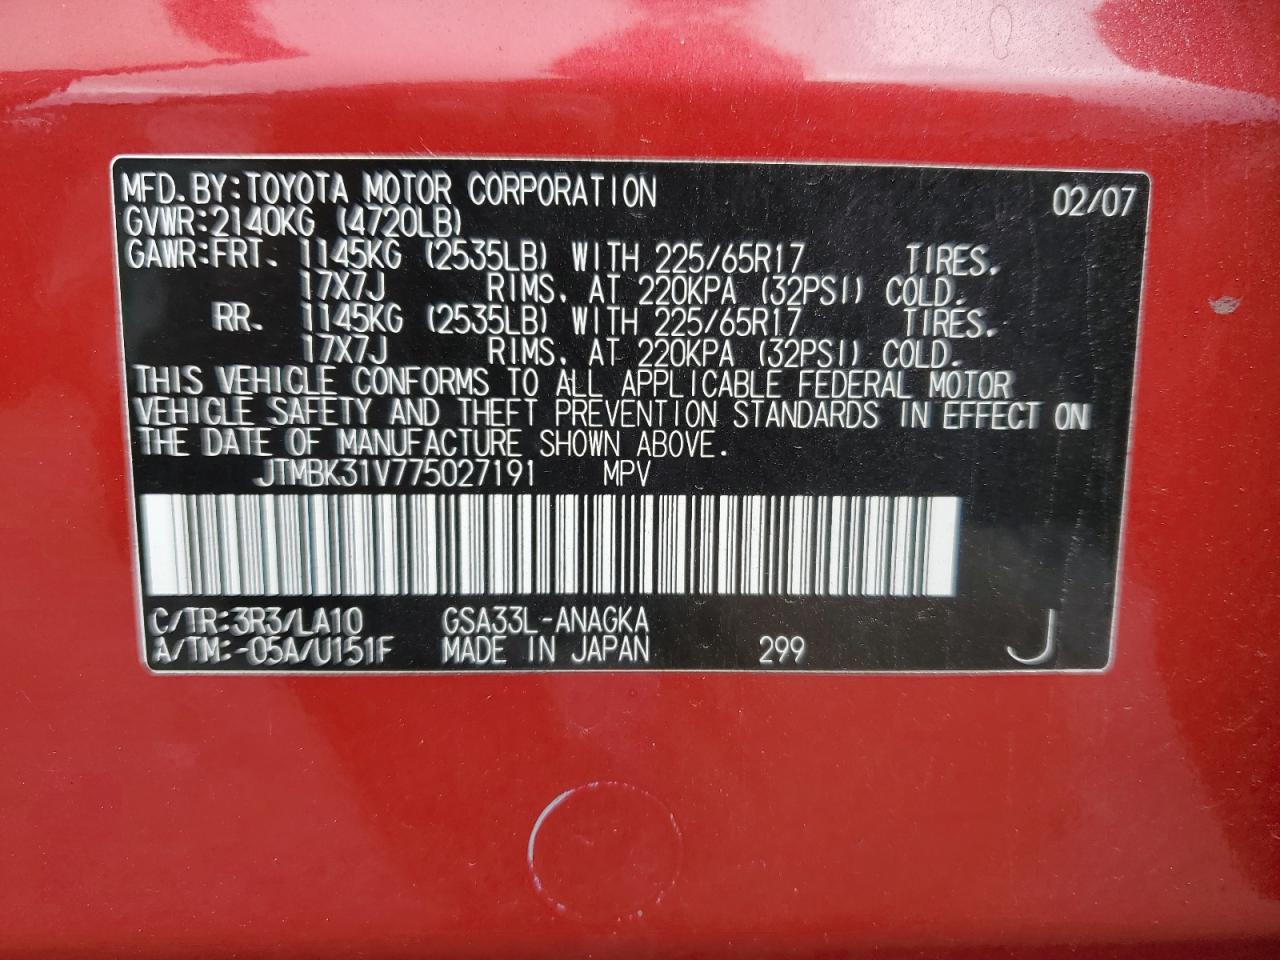 MFD. BY: TOYOTA MOTOR CORPORATION 02/07
GVWR: 2140KG (4720LB)
GAWR: FRT. 1145KG (2535LB) WITH 225/65R17 TIRES,
17X7J RIMS, AT 220KPA (32PSI) COLD.
RR. 1145KG (2535LB) WITH 225/65R17 TIRES,
17X7J RIMS, AT 220KPA (32PSI) COLD.
THIS VEHICLE CONFORMS TO ALL APPLICABLE FEDERAL MOTOR
VEHICLE SAFETY AND THEFT PREVENTION STANDARDS IN EFFECT ON
THE DATE OF MANUFACTURE SHOWN ABOVE.
JTMBK31V775027191 MPV
C/TR: 3R3/LA10 GSA33L-ANAGKA
A/TM: -05A/U151F MADE IN JAPAN 299 J